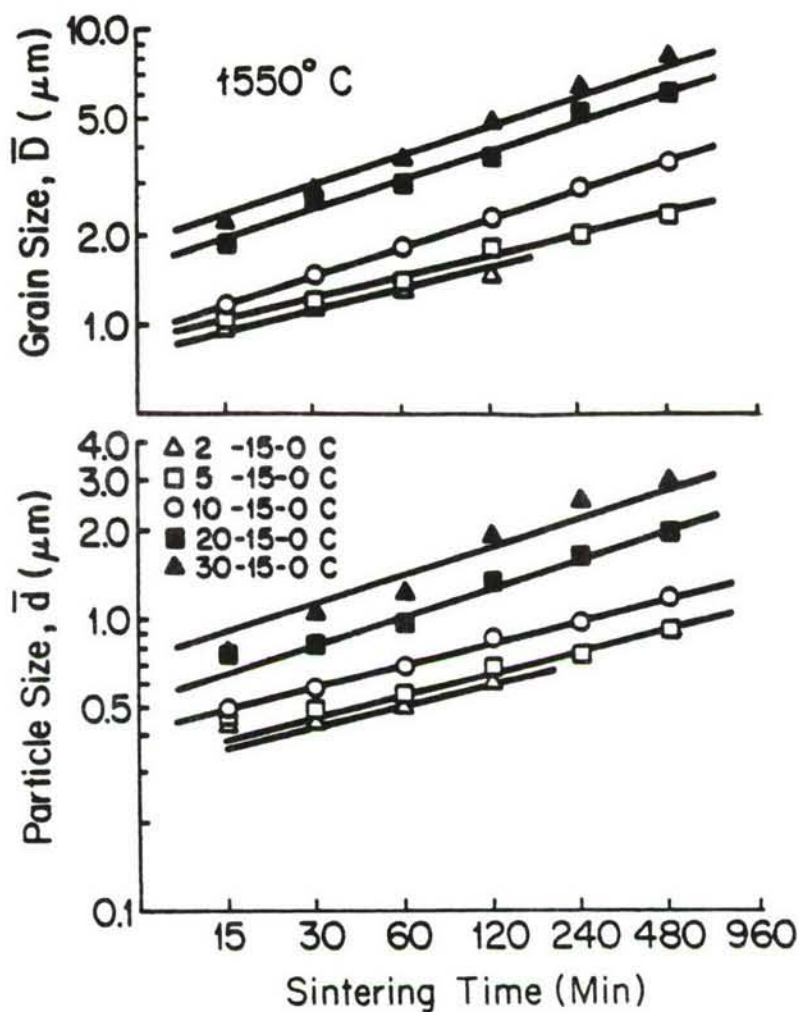 10.0
1550° C
5.0
2.0
1.0
Grain Size, D̅ (μm)
4.0
3.0
2.0
1.0
0.5
0.1
Particle Size, d̅ (μm)
△ 2 -15-0 C
□ 5 -15-0 C
○ 10 -15-0 C
■ 20-15-0 C
▲ 30-15-0 C
15 30 60 120 240 480 960
Sintering Time (Min)